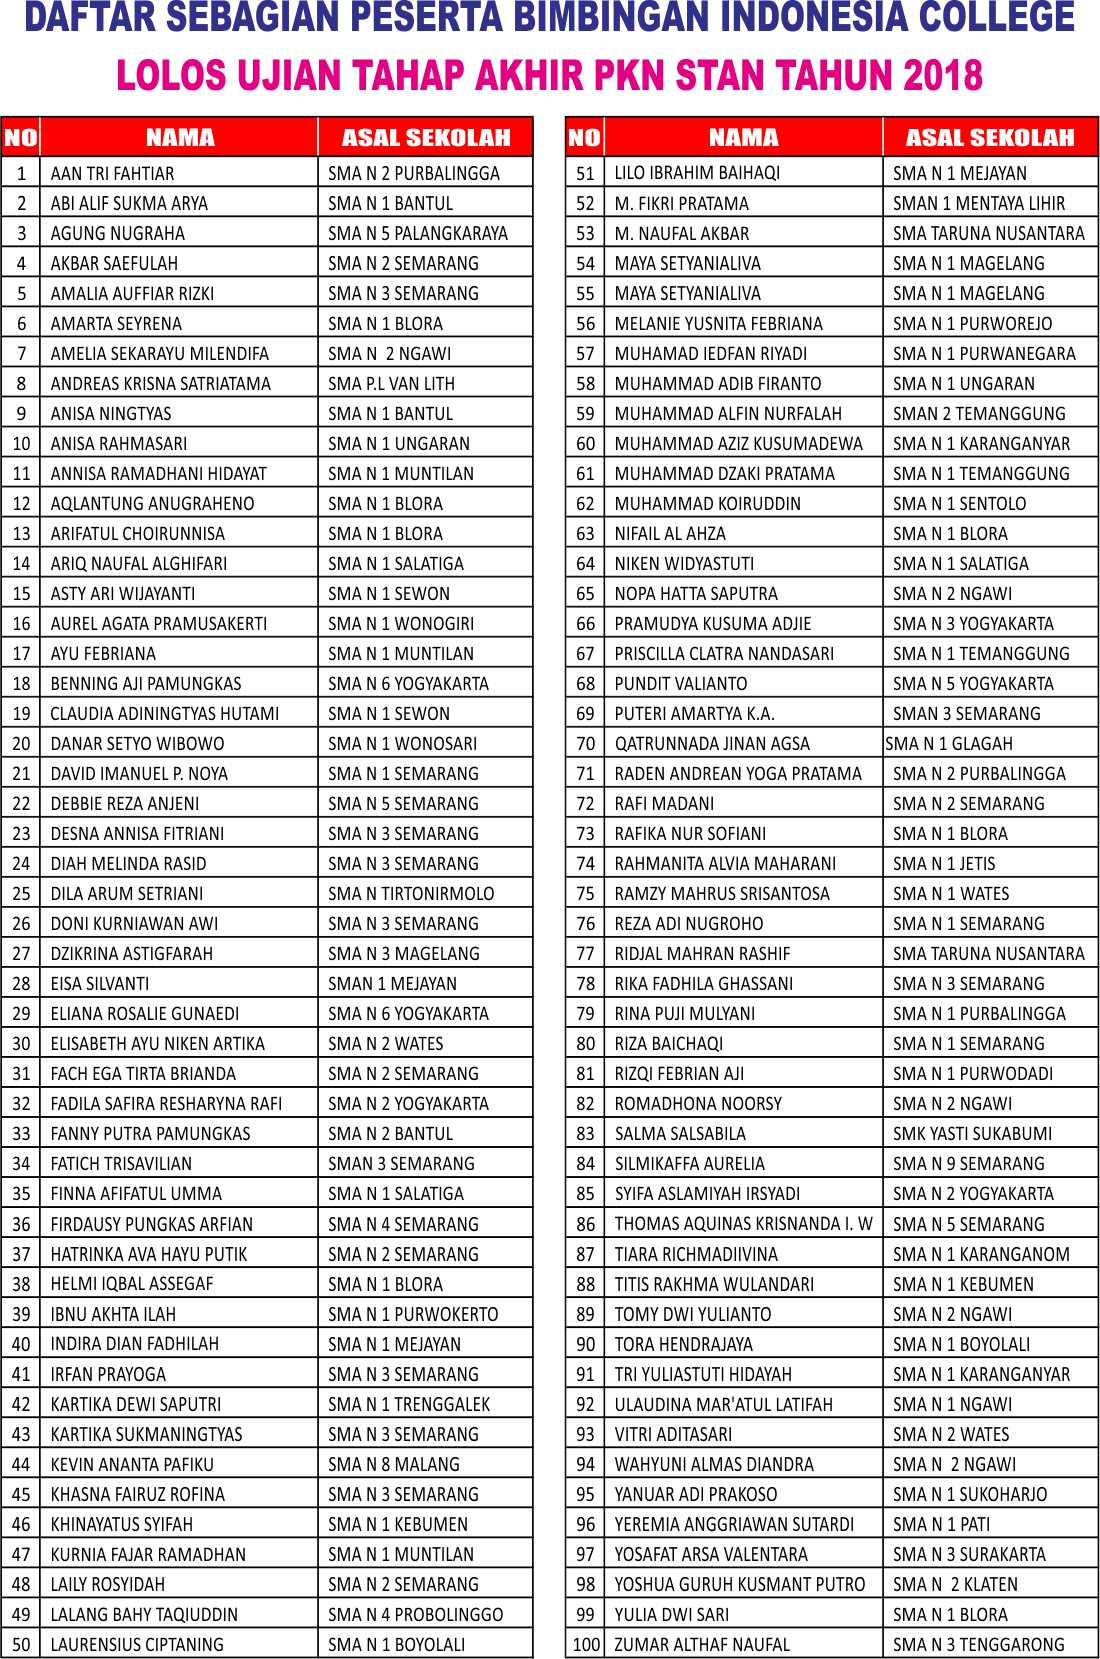 DAFTAR SEBAGIAN PESERTA BIMBINGAN INDONESIA COLLEGE
LOLOS UJIAN TAHAP AKHIR PKN STAN TAHUN 2018
NO NAMA ASAL SEKOLAH
1 AAN TRI FAHTIAR SMA N 2 PURBALINGGA
2 ABI ALIF SUKMA ARYA SMA N 1 BANTUL
3 AGUNG NUGRAHA SMA N 5 PALANGKARAYA
4 AKBAR SAEFULAH SMA N 2 SEMARANG
5 AMALIA AUFFIAR RIZKI SMA N 3 SEMARANG
6 AMARTA SEYRENA SMA N 1 BLORA
7 AMELIA SEKARAYU MILENDIFA SMA N  2 NGAWI
8 ANDREAS KRISNA SATRIATAMA SMA P.L VAN LITH
9 ANISA NINGTYAS SMA N 1 BANTUL
10 ANISA RAHMASARI SMA N 1 UNGARAN
11 ANNISA RAMADHANI HIDAYAT SMA N 1 MUNTILAN
12 AQLANTUNG ANUGRAHENO SMA N 1 BLORA
13 ARIFATUL CHOIRUNNISA SMA N 1 BLORA
14 ARIQ NAUFAL ALGHIFARI SMA N 1 SALATIGA
15 ASTY ARI WIJAYANTI SMA N 1 SEWON
16 AUREL AGATA PRAMUSAKERTI SMA N 1 WONOGIRI
17 AYU FEBRIANA SMA N 1 MUNTILAN
18 BENNING AJI PAMUNGKAS SMA N 6 YOGYAKARTA
19 CLAUDIA ADININGTYAS HUTAMI SMA N 1 SEWON
20 DANAR SETYO WIBOWO SMA N 1 WONOSARI
21 DAVID IMANUEL P. NOYA SMA N 1 SEMARANG
22 DEBBIE REZA ANJENI SMA N 5 SEMARANG
23 DESNA ANNISA FITRIANI SMA N 3 SEMARANG
24 DIAH MELINDA RASID SMA N 3 SEMARANG
25 DILA ARUM SETRIANI SMA N TIRTONIRMOLO
26 DONI KURNIAWAN AWI SMA N 3 SEMARANG
27 DZIKRINA ASTIGFARAH SMA N 3 MAGELANG
28 EISA SILVANTI SMAN 1 MEJAYAN
29 ELIANA ROSALIE GUNAEDI SMA N 6 YOGYAKARTA
30 ELISABETH AYU NIKEN ARTIKA SMA N 2 WATES
31 FACH EGA TIRTA BRIANDA SMA N 2 SEMARANG
32 FADILA SAFIRA RESHARYNA RAFI SMA N 2 YOGYAKARTA
33 FANNY PUTRA PAMUNGKAS SMA N 2 BANTUL
34 FATICH TRISAVILIAN SMAN 3 SEMARANG
35 FINNA AFIFATUL UMMA SMA N 1 SALATIGA
36 FIRDAUSY PUNGKAS ARFIAN SMA N 4 SEMARANG
37 HATRINKA AVA HAYU PUTIK SMA N 2 SEMARANG
38 HELMI IQBAL ASSEGAF SMA N 1 BLORA
39 IBNU AKHTA ILAH SMA N 1 PURWOKERTO
40 INDIRA DIAN FADHILAH SMA N 1 MEJAYAN
41 IRFAN PRAYOGA SMA N 3 SEMARANG
42 KARTIKA DEWI SAPUTRI SMA N 1 TRENGGALEK
43 KARTIKA SUKMANINGTYAS SMA N 3 SEMARANG
44 KEVIN ANANTA PAFIKU SMA N 8 MALANG
45 KHASNA FAIRUZ ROFINA SMA N 3 SEMARANG
46 KHINAYATUS SYIFAH SMA N 1 KEBUMEN
47 KURNIA FAJAR RAMADHAN SMA N 1 MUNTILAN
48 LAILY ROSYIDAH SMA N 2 SEMARANG
49 LALANG BAHY TAQIUDDIN SMA N 4 PROBOLINGGO
50 LAURENSIUS CIPTANING SMA N 1 BOYOLALI
NO NAMA ASAL SEKOLAH
51 LILO IBRAHIM BAIHAQI SMA N 1 MEJAYAN
52 M. FIKRI PRATAMA SMAN 1 MENTAYA LIHIR
53 M. NAUFAL AKBAR SMA TARUNA NUSANTARA
54 MAYA SETYANIALIVA SMA N 1 MAGELANG
55 MAYA SETYANIALIVA SMA N 1 MAGELANG
56 MELANIE YUSNITA FEBRIANA SMA N 1 PURWOREJO
57 MUHAMAD IEDFAN RIYADI SMA N 1 PURWANEGARA
58 MUHAMMAD ADIB FIRANTO SMA N 1 UNGARAN
59 MUHAMMAD ALFIN NURFALAH SMAN 2 TEMANGGUNG
60 MUHAMMAD AZIZ KUSUMADEWA SMA N 1 KARANGANYAR
61 MUHAMMAD DZAKI PRATAMA SMA N 1 TEMANGGUNG
62 MUHAMMAD KOIRUDDIN SMA N 1 SENTOLO
63 NIFAIL AL AHZA SMA N 1 BLORA
64 NIKEN WIDYASTUTI SMA N 1 SALATIGA
65 NOPA HATTA SAPUTRA SMA N 2 NGAWI
66 PRAMUDYA KUSUMA ADJIE SMA N 3 YOGYAKARTA
67 PRISCILLA CLATRA NANDASARI SMA N 1 TEMANGGUNG
68 PUNDIT VALIANTO SMA N 5 YOGYAKARTA
69 PUTERI AMARTYA K.A. SMAN 3 SEMARANG
70 QATRUNNADA JINAN AGSA SMA N 1 GLAGAH
71 RADEN ANDREAN YOGA PRATAMA SMA N 2 PURBALINGGA
72 RAFI MADANI SMA N 2 SEMARANG
73 RAFIKA NUR SOFIANI SMA N 1 BLORA
74 RAHMANITA ALVIA MAHARANI SMA N 1 JETIS
75 RAMZY MAHRUS SRISANTOSA SMA N 1 WATES
76 REZA ADI NUGROHO SMA N 1 SEMARANG
77 RIDJAL MAHRAN RASHIF SMA TARUNA NUSANTARA
78 RIKA FADHILA GHASSANI SMA N 3 SEMARANG
79 RINA PUJI MULYANI SMA N 1 PURBALINGGA
80 RIZA BAICHAQI SMA N 1 SEMARANG
81 RIZQI FEBRIAN AJI SMA N 1 PURWODADI
82 ROMADHONA NOORSY SMA N 2 NGAWI
83 SALMA SALSABILA SMK YASTI SUKABUMI
84 SILMIKAFFA AURELIA SMA N 9 SEMARANG
85 SYIFA ASLAMIYAH IRSYADI SMA N 2 YOGYAKARTA
86 THOMAS AQUINAS KRISNANDA I. W SMA N 5 SEMARANG
87 TIARA RICHMADIIVINA SMA N 1 KARANGANOM
88 TITIS RAKHMA WULANDARI SMA N 1 KEBUMEN
89 TOMY DWI YULIANTO SMA N 2 NGAWI
90 TORA HENDRAJAYA SMA N 1 BOYOLALI
91 TRI YULIASTUTI HIDAYAH SMA N 1 KARANGANYAR
92 ULAUDINA MAR'ATUL LATIFAH SMA N 1 NGAWI
93 VITRI ADITASARI SMA N 2 WATES
94 WAHYUNI ALMAS DIANDRA SMA N  2 NGAWI
95 YANUAR ADI PRAKOSO SMA N 1 SUKOHARJO
96 YEREMIA ANGGRIAWAN SUTARDI SMA N 1 PATI
97 YOSAFAT ARSA VALENTARA SMA N 3 SURAKARTA
98 YOSHUA GURUH KUSMANT PUTRO SMA N  2 KLATEN
99 YULIA DWI SARI SMA N 1 BLORA
100 ZUMAR ALTHAF NAUFAL SMA N 3 TENGGARONG